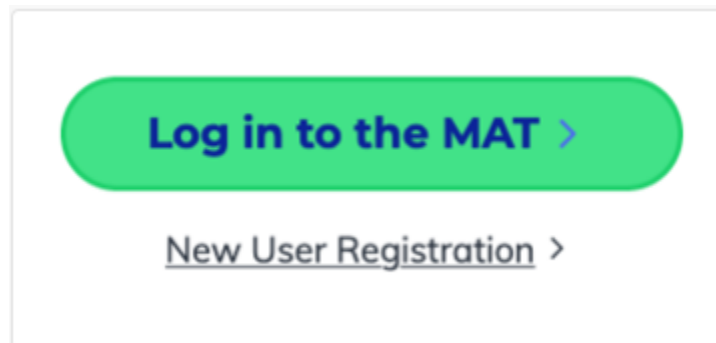 Log in to the MAT >
New User Registration >